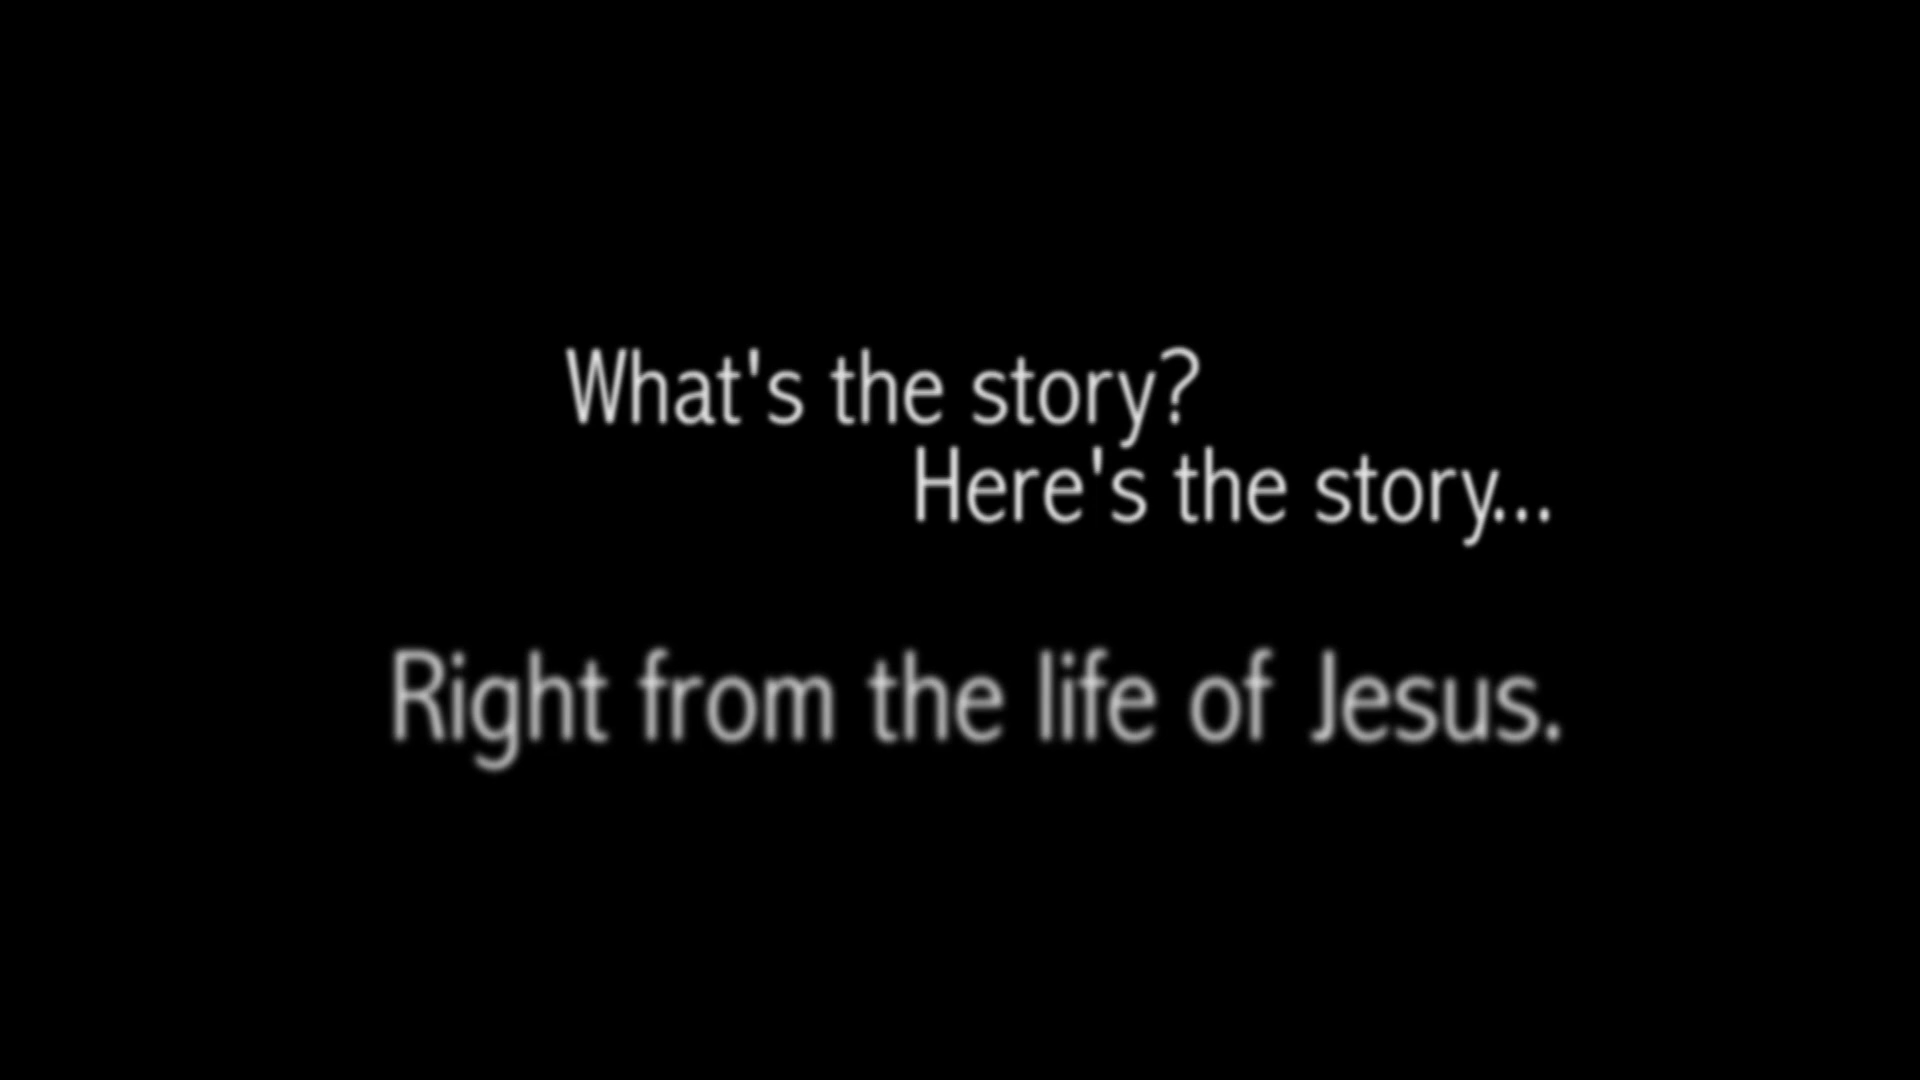 What's the story?
Here's the story...
Right from the life of Jesus.